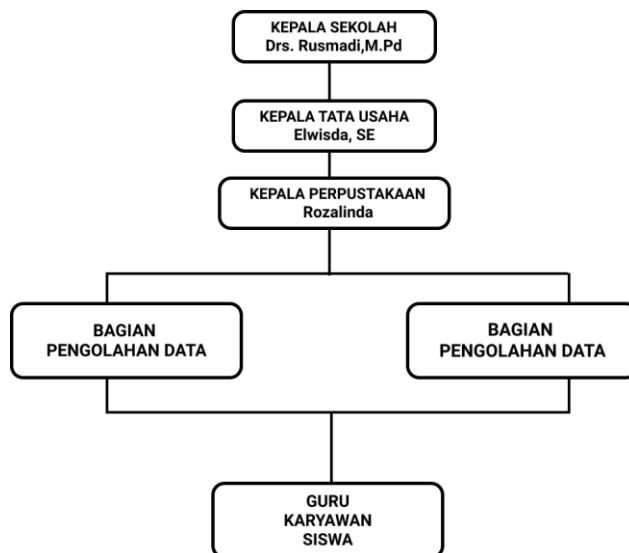 KEPALA SEKOLAH
Drs. Rusmadi,M.Pd
KEPALA TATA USAHA
Elwisda, SE
KEPALA PERPUSTAKAAN
Rozalinda
BAGIAN
PENGOLAHAN DATA
BAGIAN
PENGOLAHAN DATA
GURU
KARYAWAN
SISWA